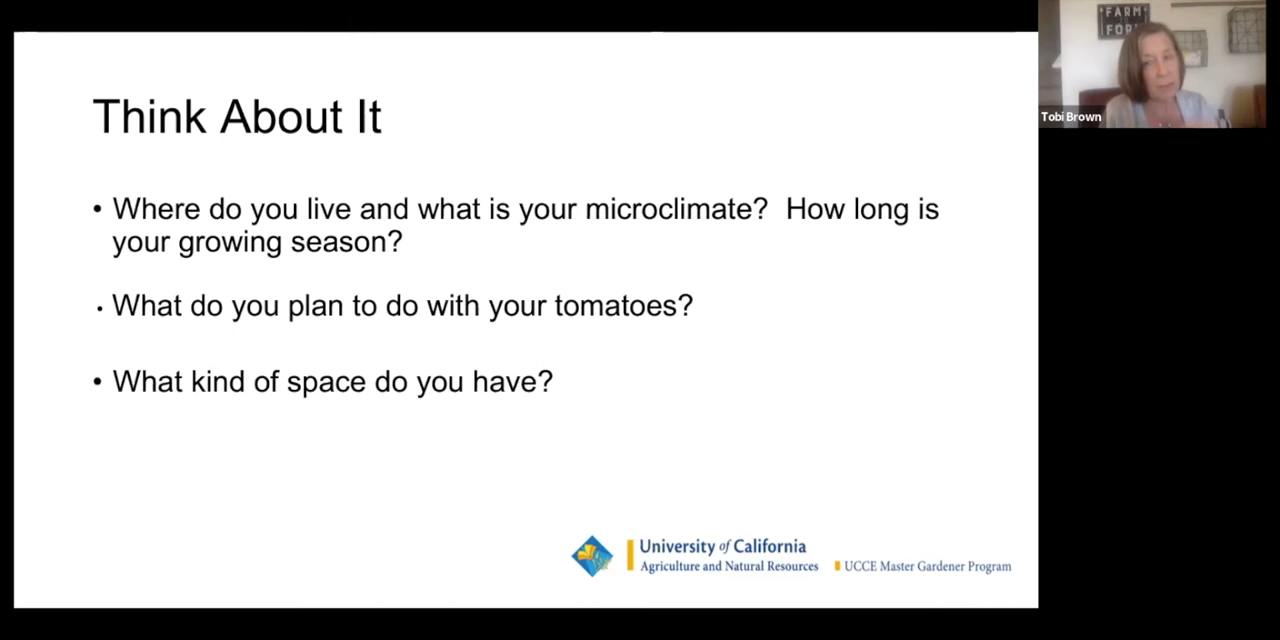 Think About It
• Where do you live and what is your microclimate?  How long is
your growing season?
• What do you plan to do with your tomatoes?
• What kind of space do you have?
University of California
Agriculture and Natural Resources
UCCE Master Gardener Program
FARM
FORK
Tobi Brown